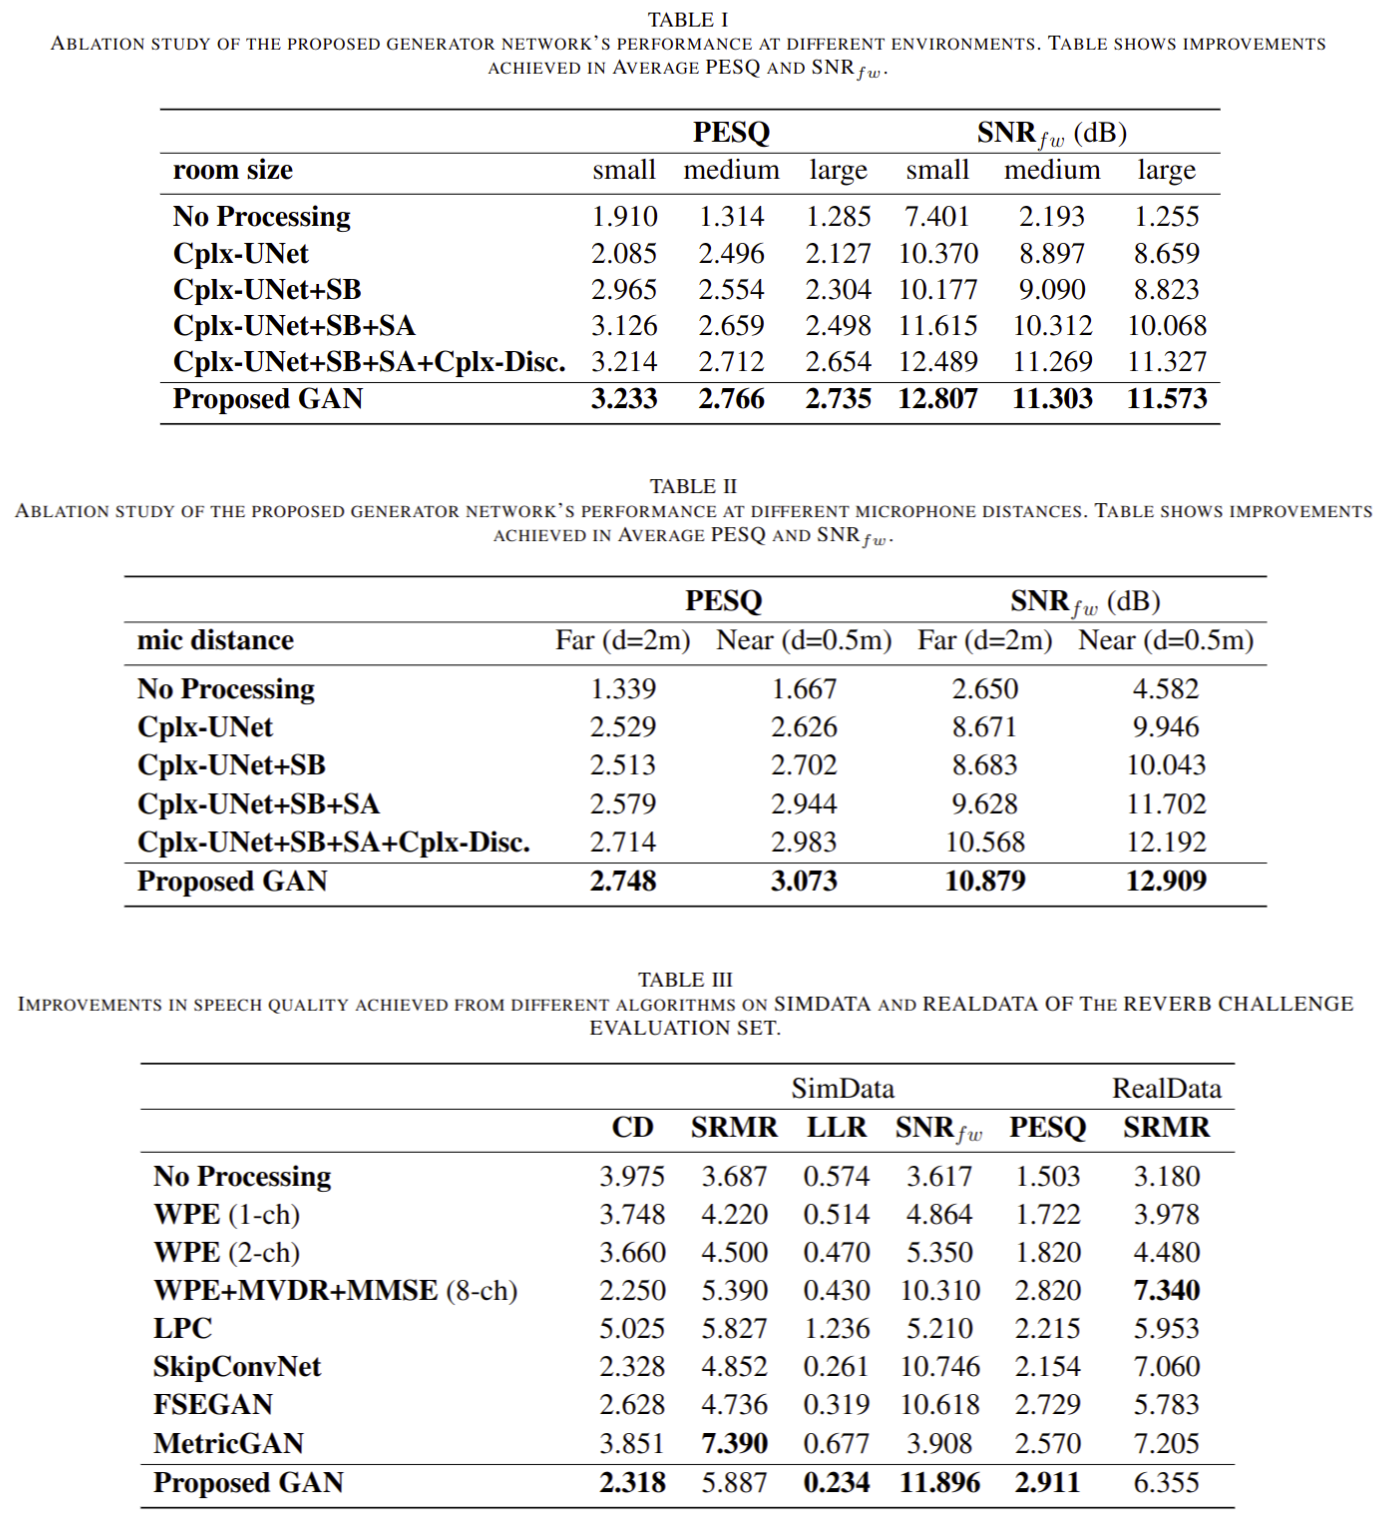 TABLE I
ABLATION STUDY OF THE PROPOSED GENERATOR NETWORK'S PERFORMANCE AT DIFFERENT ENVIRONMENTS. TABLE SHOWS IMPROVEMENTS
ACHIEVED IN AVERAGE PESQ AND SNR_fw.
PESQ SNR_fw (dB)
room size small medium large small medium large
No Processing 1.910 1.314 1.285 7.401 2.193 1.255
Cplx-UNet 2.085 2.496 2.127 10.370 8.897 8.659
Cplx-UNet+SB 2.965 2.554 2.304 10.177 9.090 8.823
Cplx-UNet+SB+SA 3.126 2.659 2.498 11.615 10.312 10.068
Cplx-UNet+SB+SA+Cplx-Disc. 3.214 2.712 2.654 12.489 11.269 11.327
Proposed GAN 3.233 2.766 2.735 12.807 11.303 11.573
TABLE II
ABLATION STUDY OF THE PROPOSED GENERATOR NETWORK'S PERFORMANCE AT DIFFERENT MICROPHONE DISTANCES. TABLE SHOWS IMPROVEMENTS
ACHIEVED IN AVERAGE PESQ AND SNR_fw.
PESQ SNR_fw (dB)
mic distance Far (d=2m) Near (d=0.5m) Far (d=2m) Near (d=0.5m)
No Processing 1.339 1.667 2.650 4.582
Cplx-UNet 2.529 2.626 8.671 9.946
Cplx-UNet+SB 2.513 2.702 8.683 10.043
Cplx-UNet+SB+SA 2.579 2.944 9.628 11.702
Cplx-UNet+SB+SA+Cplx-Disc. 2.714 2.983 10.568 12.192
Proposed GAN 2.748 3.073 10.879 12.909
TABLE III
IMPROVEMENTS IN SPEECH QUALITY ACHIEVED FROM DIFFERENT ALGORITHMS ON SIMDATA AND REALDATA OF THE REVERB CHALLENGE
EVALUATION SET.
SimData RealData
CD SRMR LLR SNR_fw PESQ SRMR
No Processing 3.975 3.687 0.574 3.617 1.503 3.180
WPE (1-ch) 3.748 4.220 0.514 4.864 1.722 3.978
WPE (2-ch) 3.660 4.500 0.470 5.350 1.820 4.480
WPE+MVDR+MMSE (8-ch) 2.250 5.390 0.430 10.310 2.820 7.340
LPC 5.025 5.827 1.236 5.210 2.215 5.953
SkipConvNet 2.328 4.852 0.261 10.746 2.154 7.060
FSEGAN 2.628 4.736 0.319 10.618 2.729 5.783
MetricGAN 3.851 7.390 0.677 3.908 2.570 7.205
Proposed GAN 2.318 5.887 0.234 11.896 2.911 6.355